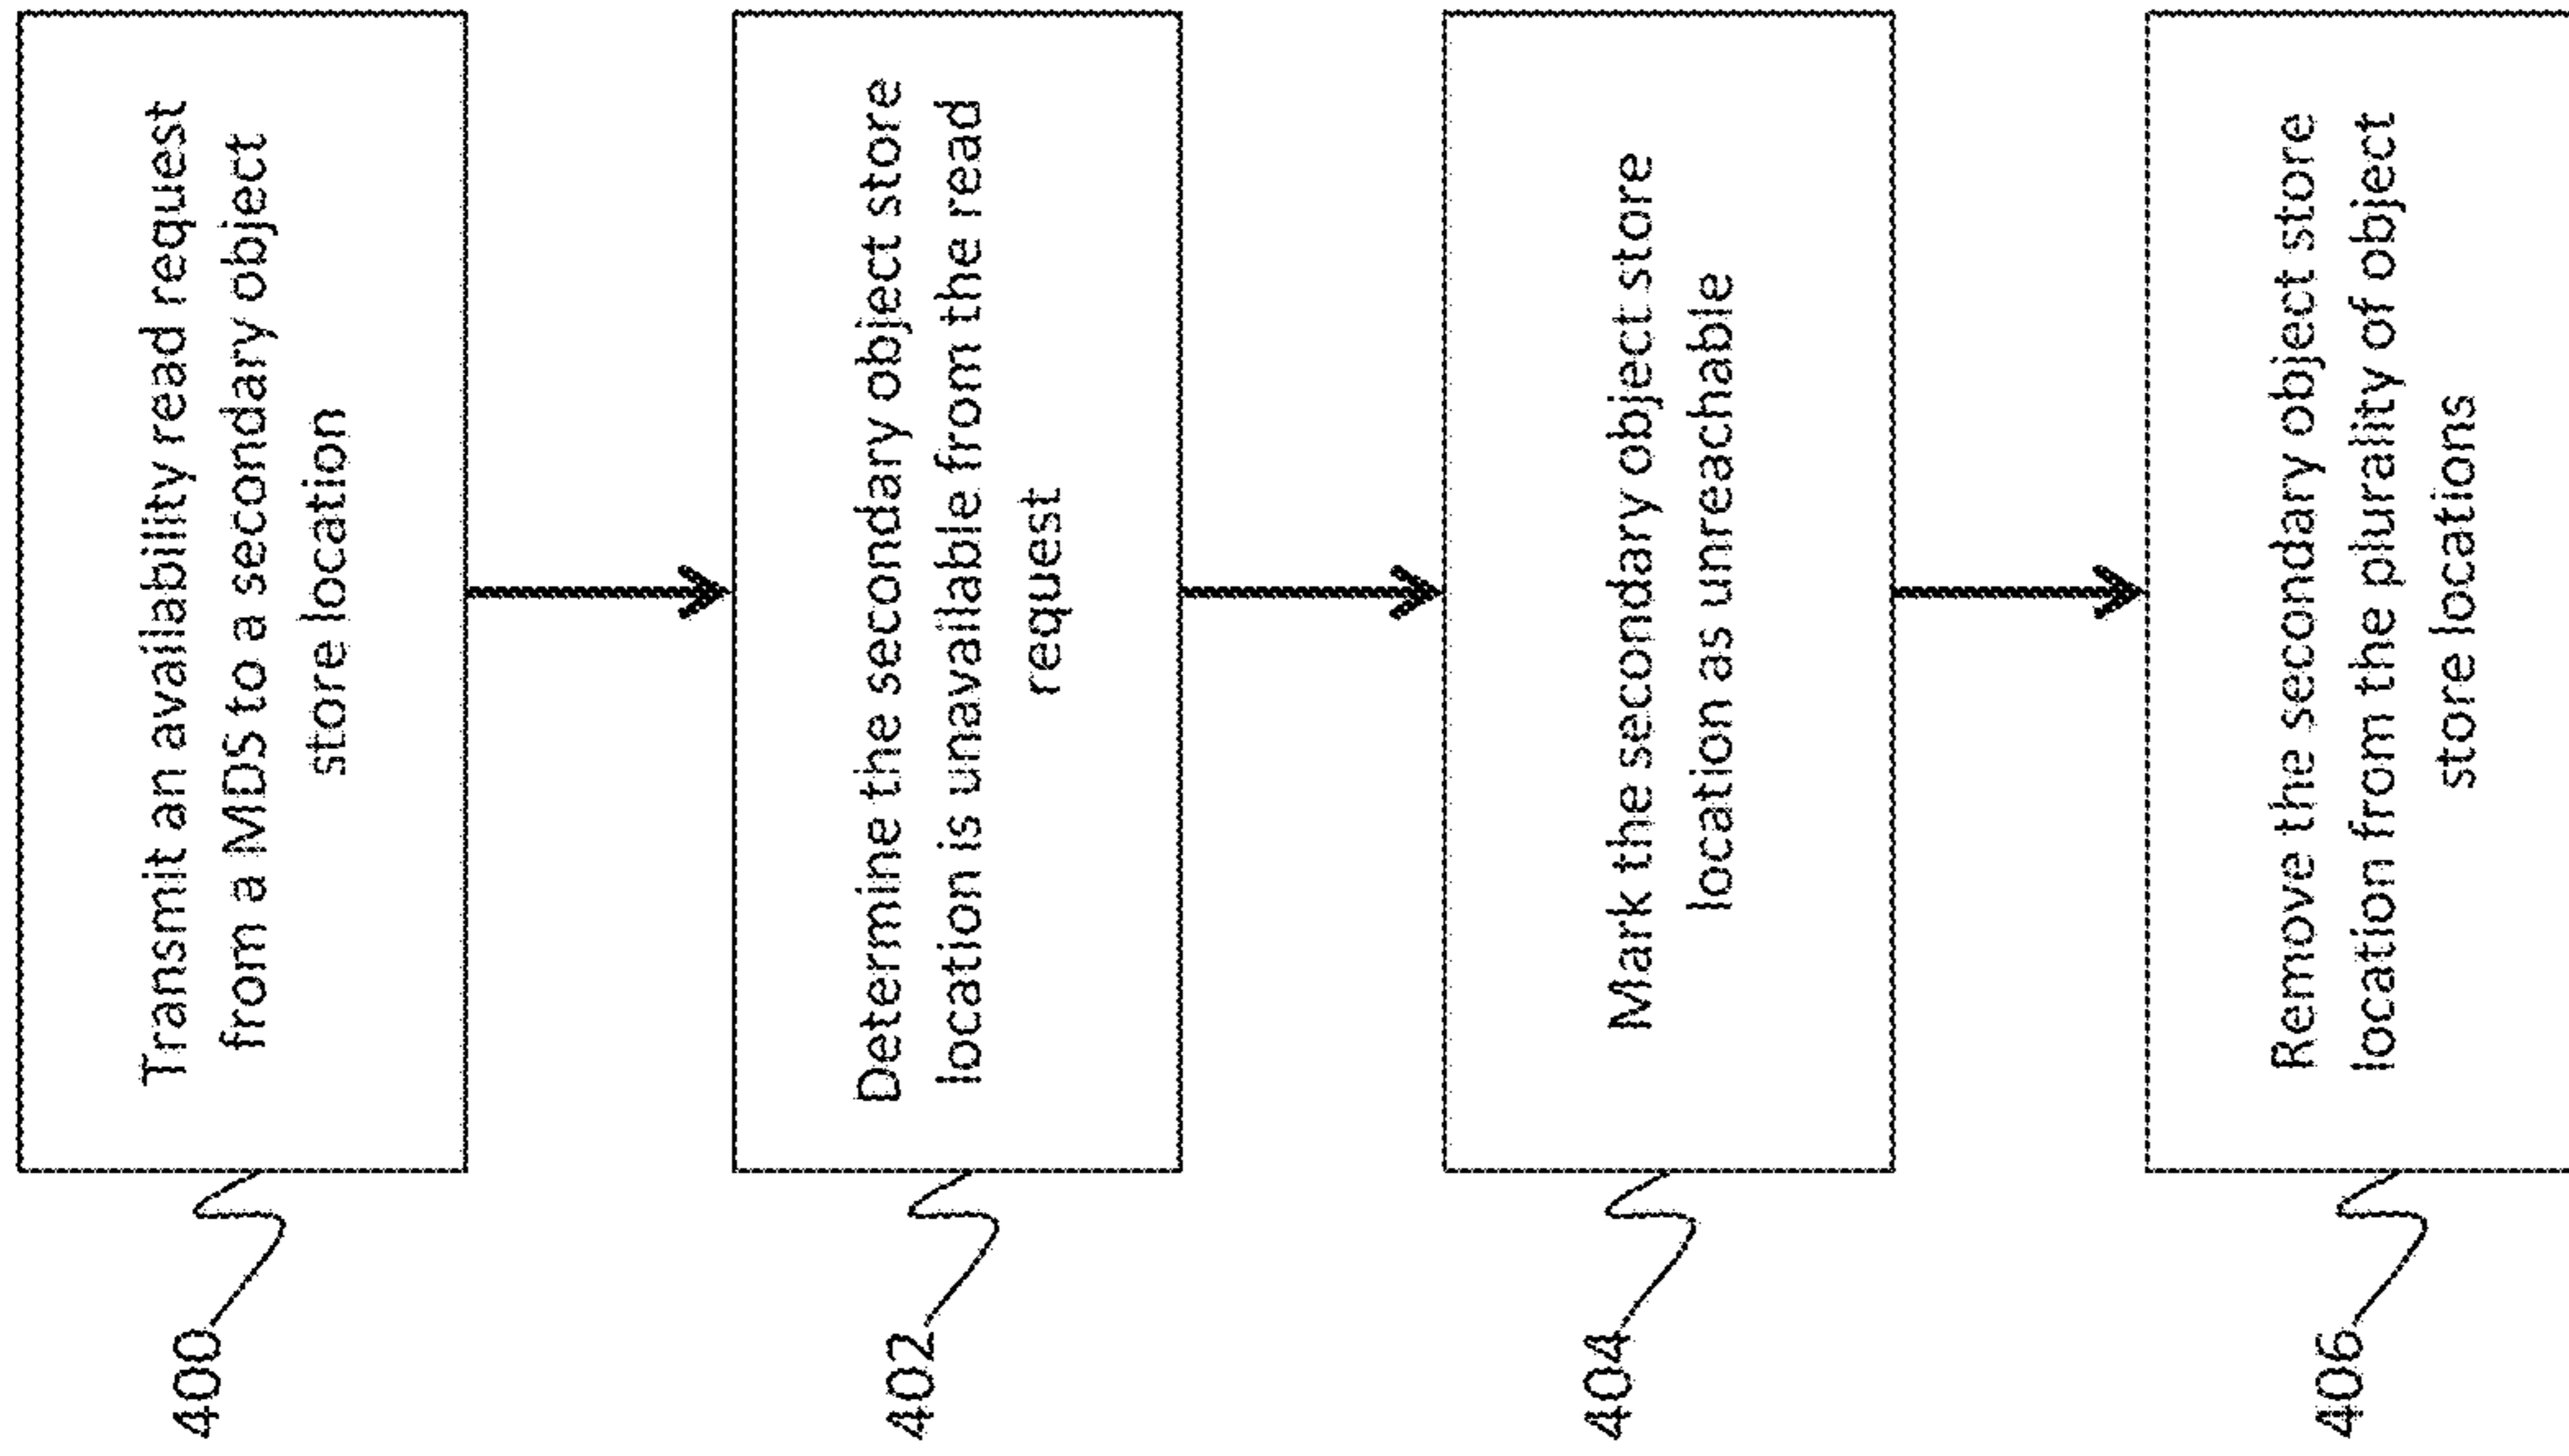 400
Transmit an availability read request
from a MDS to a secondary object
store location
402
Determine the secondary object store
location is unavailable from the read
request
404
Mark the secondary object store
location as unreachable
406
Remove the secondary object store
location from the plurality of object
store locations